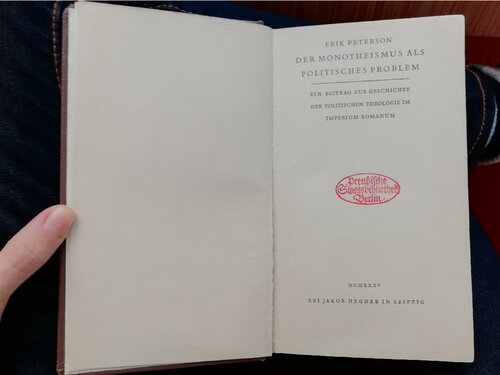 ERIK PETERSON
DER MONOTHEISMUS ALS
POLITISCHES PROBLEM
EIN BEITRAG ZUR GESCHICHTE
DER POLITISCHEN THEOLOGIE IM
IMPERIUM ROMANUM
Preußische
Staatsbibliothek
Berlin
MCMXXXV
BEI JAKOB HEGNER IN LEIPZIG